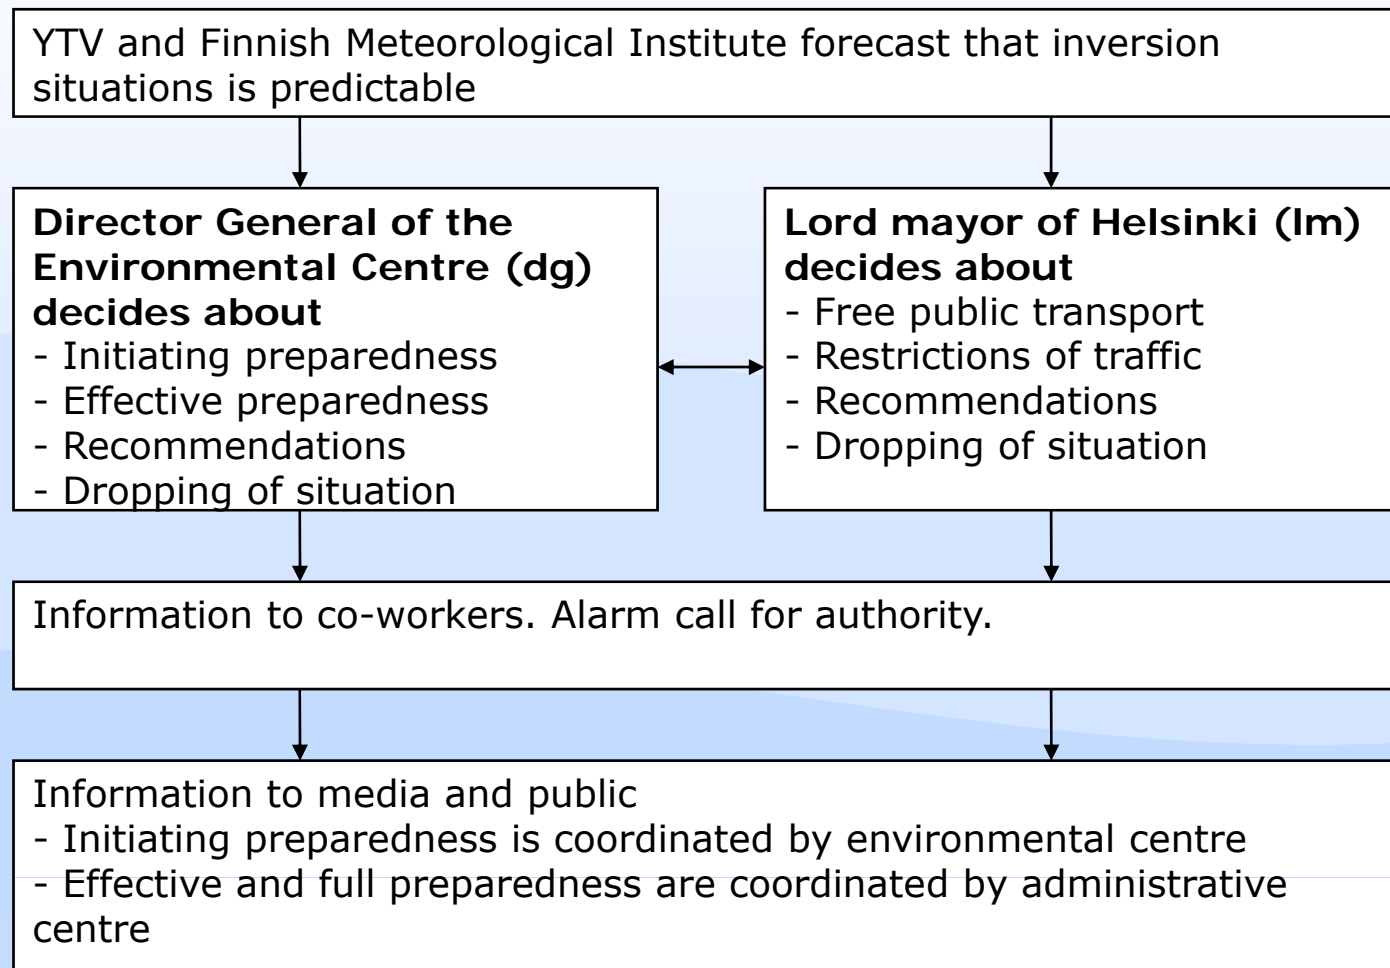 YTV and Finnish Meteorological Institute forecast that inversion
situations is predictable
Director General of the
Environmental Centre (dg)
decides about
- Initiating preparedness
- Effective preparedness
- Recommendations
- Dropping of situation
Lord mayor of Helsinki (lm)
decides about
- Free public transport
- Restrictions of traffic
- Recommendations
- Dropping of situation
Information to co-workers. Alarm call for authority.
Information to media and public
- Initiating preparedness is coordinated by environmental centre
- Effective and full preparedness are coordinated by administrative
centre